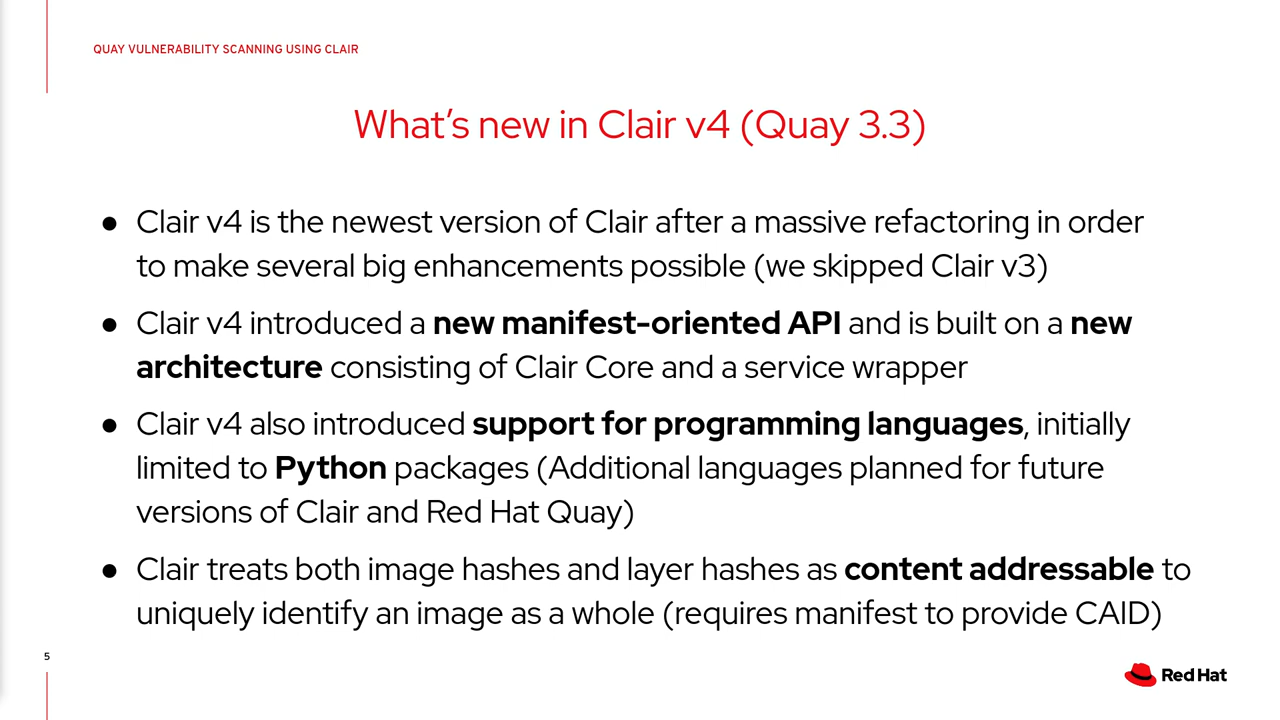 QUAY VULNERABILITY SCANNING USING CLAIR
What's new in Clair v4 (Quay 3.3)
● Clair v4 is the newest version of Clair after a massive refactoring in order
to make several big enhancements possible (we skipped Clair v3)
● Clair v4 introduced a new manifest-oriented API and is built on a new
architecture consisting of Clair Core and a service wrapper
● Clair v4 also introduced support for programming languages, initially
limited to Python packages (Additional languages planned for future
versions of Clair and Red Hat Quay)
● Clair treats both image hashes and layer hashes as content addressable to
uniquely identify an image as a whole (requires manifest to provide CAID)
5
Red Hat